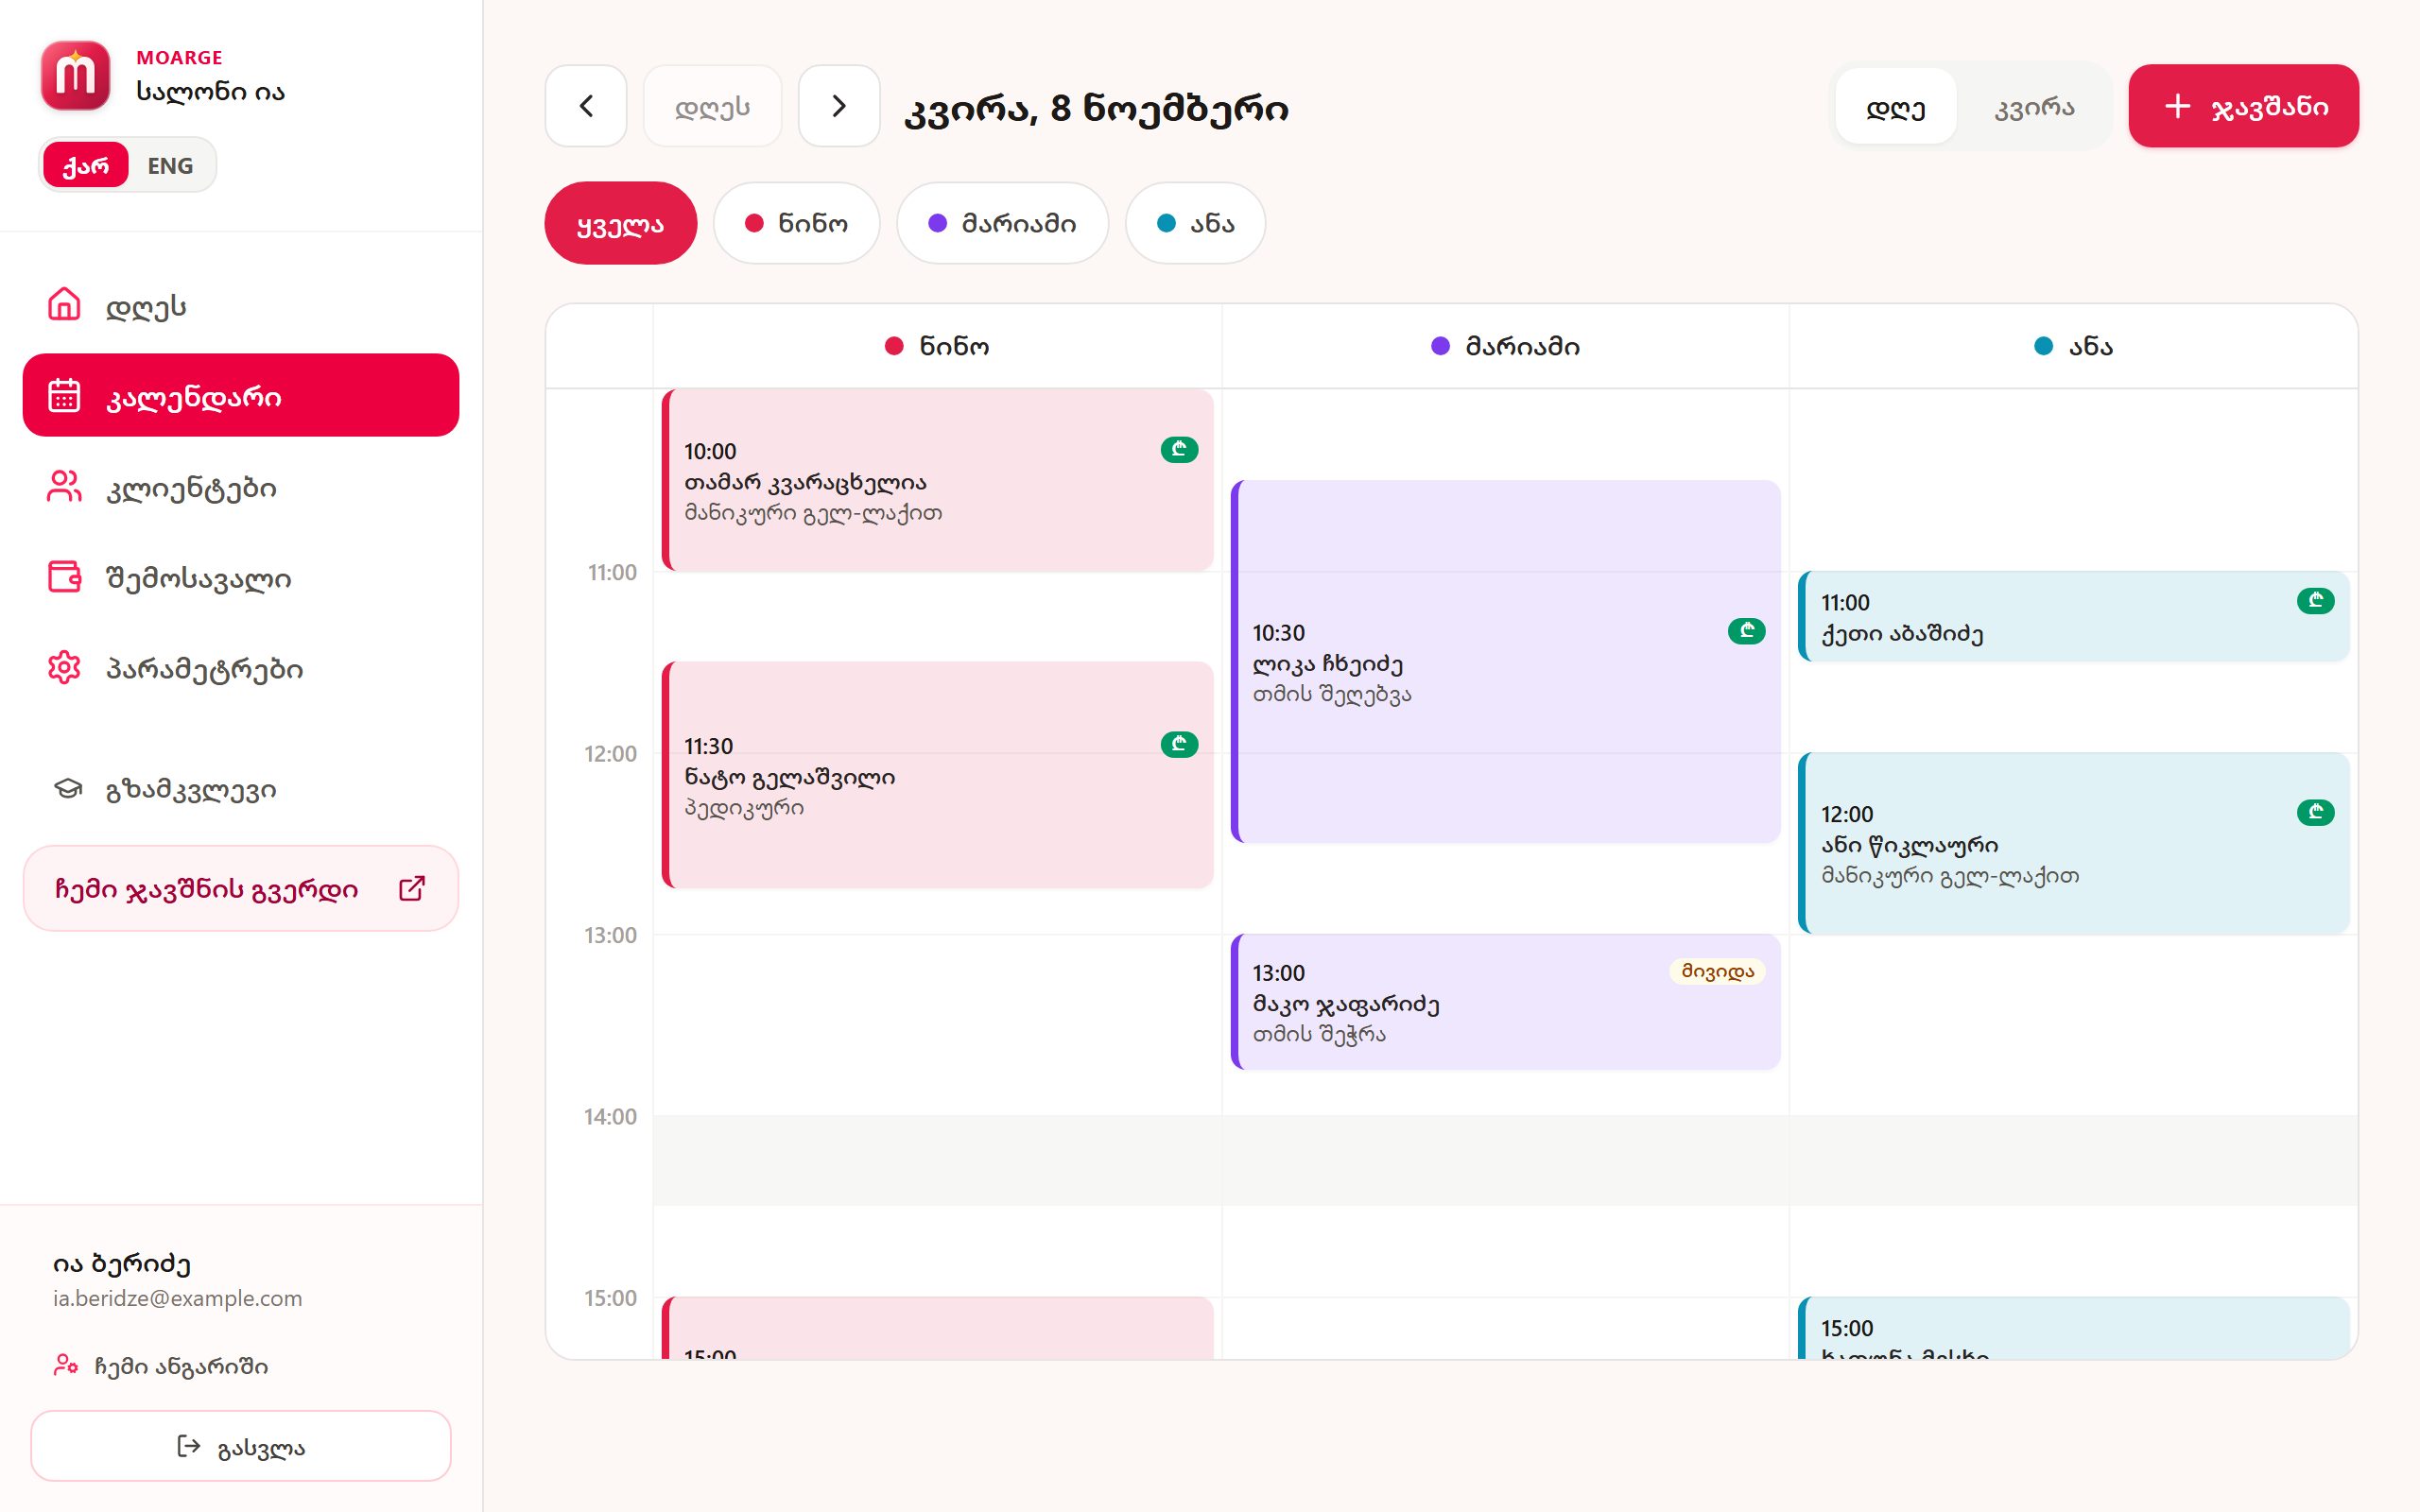 MOARGE
სალონი ია
ქარ ENG
დღეს
კალენდარი
კლიენტები
შემოსავალი
პარამეტრები
გზამკვლევი
ჩემი ჯავშნის გვერდი
ია ბერიძე
ia.beridze@example.com
ჩემი ანგარიში
გასვლა
დღეს
კვირა, 8 ნოემბერი
დღე
კვირა
ჯავშანი
ყველა
ნინო
მარიამი
ანა
ნინო
მარიამი
ანა
11:00
12:00
13:00
14:00
15:00
10:00 ₾
თამარ კვარაცხელია
მანიკური გელ-ლაქით
11:30 ₾
ნატო გელაშვილი
პედიკური
15:00
10:30 ₾
ლიკა ჩხეიძე
თმის შეღებვა
13:00 მივიდა
მაკო ჯაფარიძე
თმის შეჭრა
11:00 ₾
ქეთი აბაშიძე
12:00 ₾
ანი წიკლაური
მანიკური გელ-ლაქით
15:00